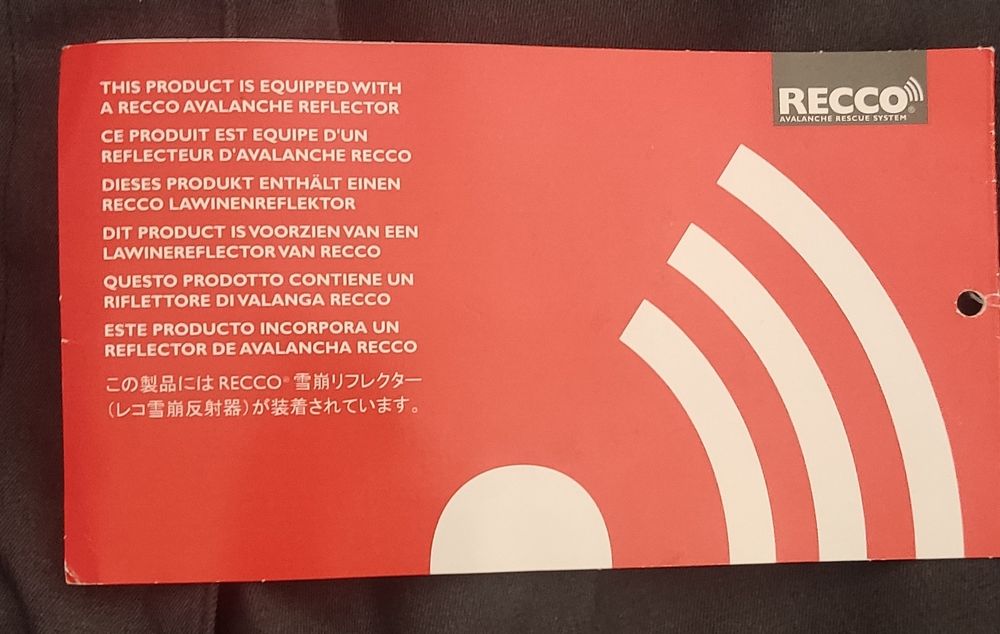 THIS PRODUCT IS EQUIPPED WITH
A RECCO AVALANCHE REFLECTOR
CE PRODUIT EST EQUIPE D'UN
REFLECTEUR D'AVALANCHE RECCO
DIESES PRODUKT ENTHÄLT EINEN
RECCO LAWINENREFLEKTOR
DIT PRODUCT IS VOORZIEN VAN EEN
LAWINEREFLECTOR VAN RECCO
QUESTO PRODOTTO CONTIENE UN
RIFLETTORE DI VALANGA RECCO
ESTE PRODUCTO INCORPORA UN
REFLECTOR DE AVALANCHA RECCO
この製品には RECCO® 雪崩リフレクター
（レコ雪崩反射器）が装着されています。
RECCO®
AVALANCHE RESCUE SYSTEM